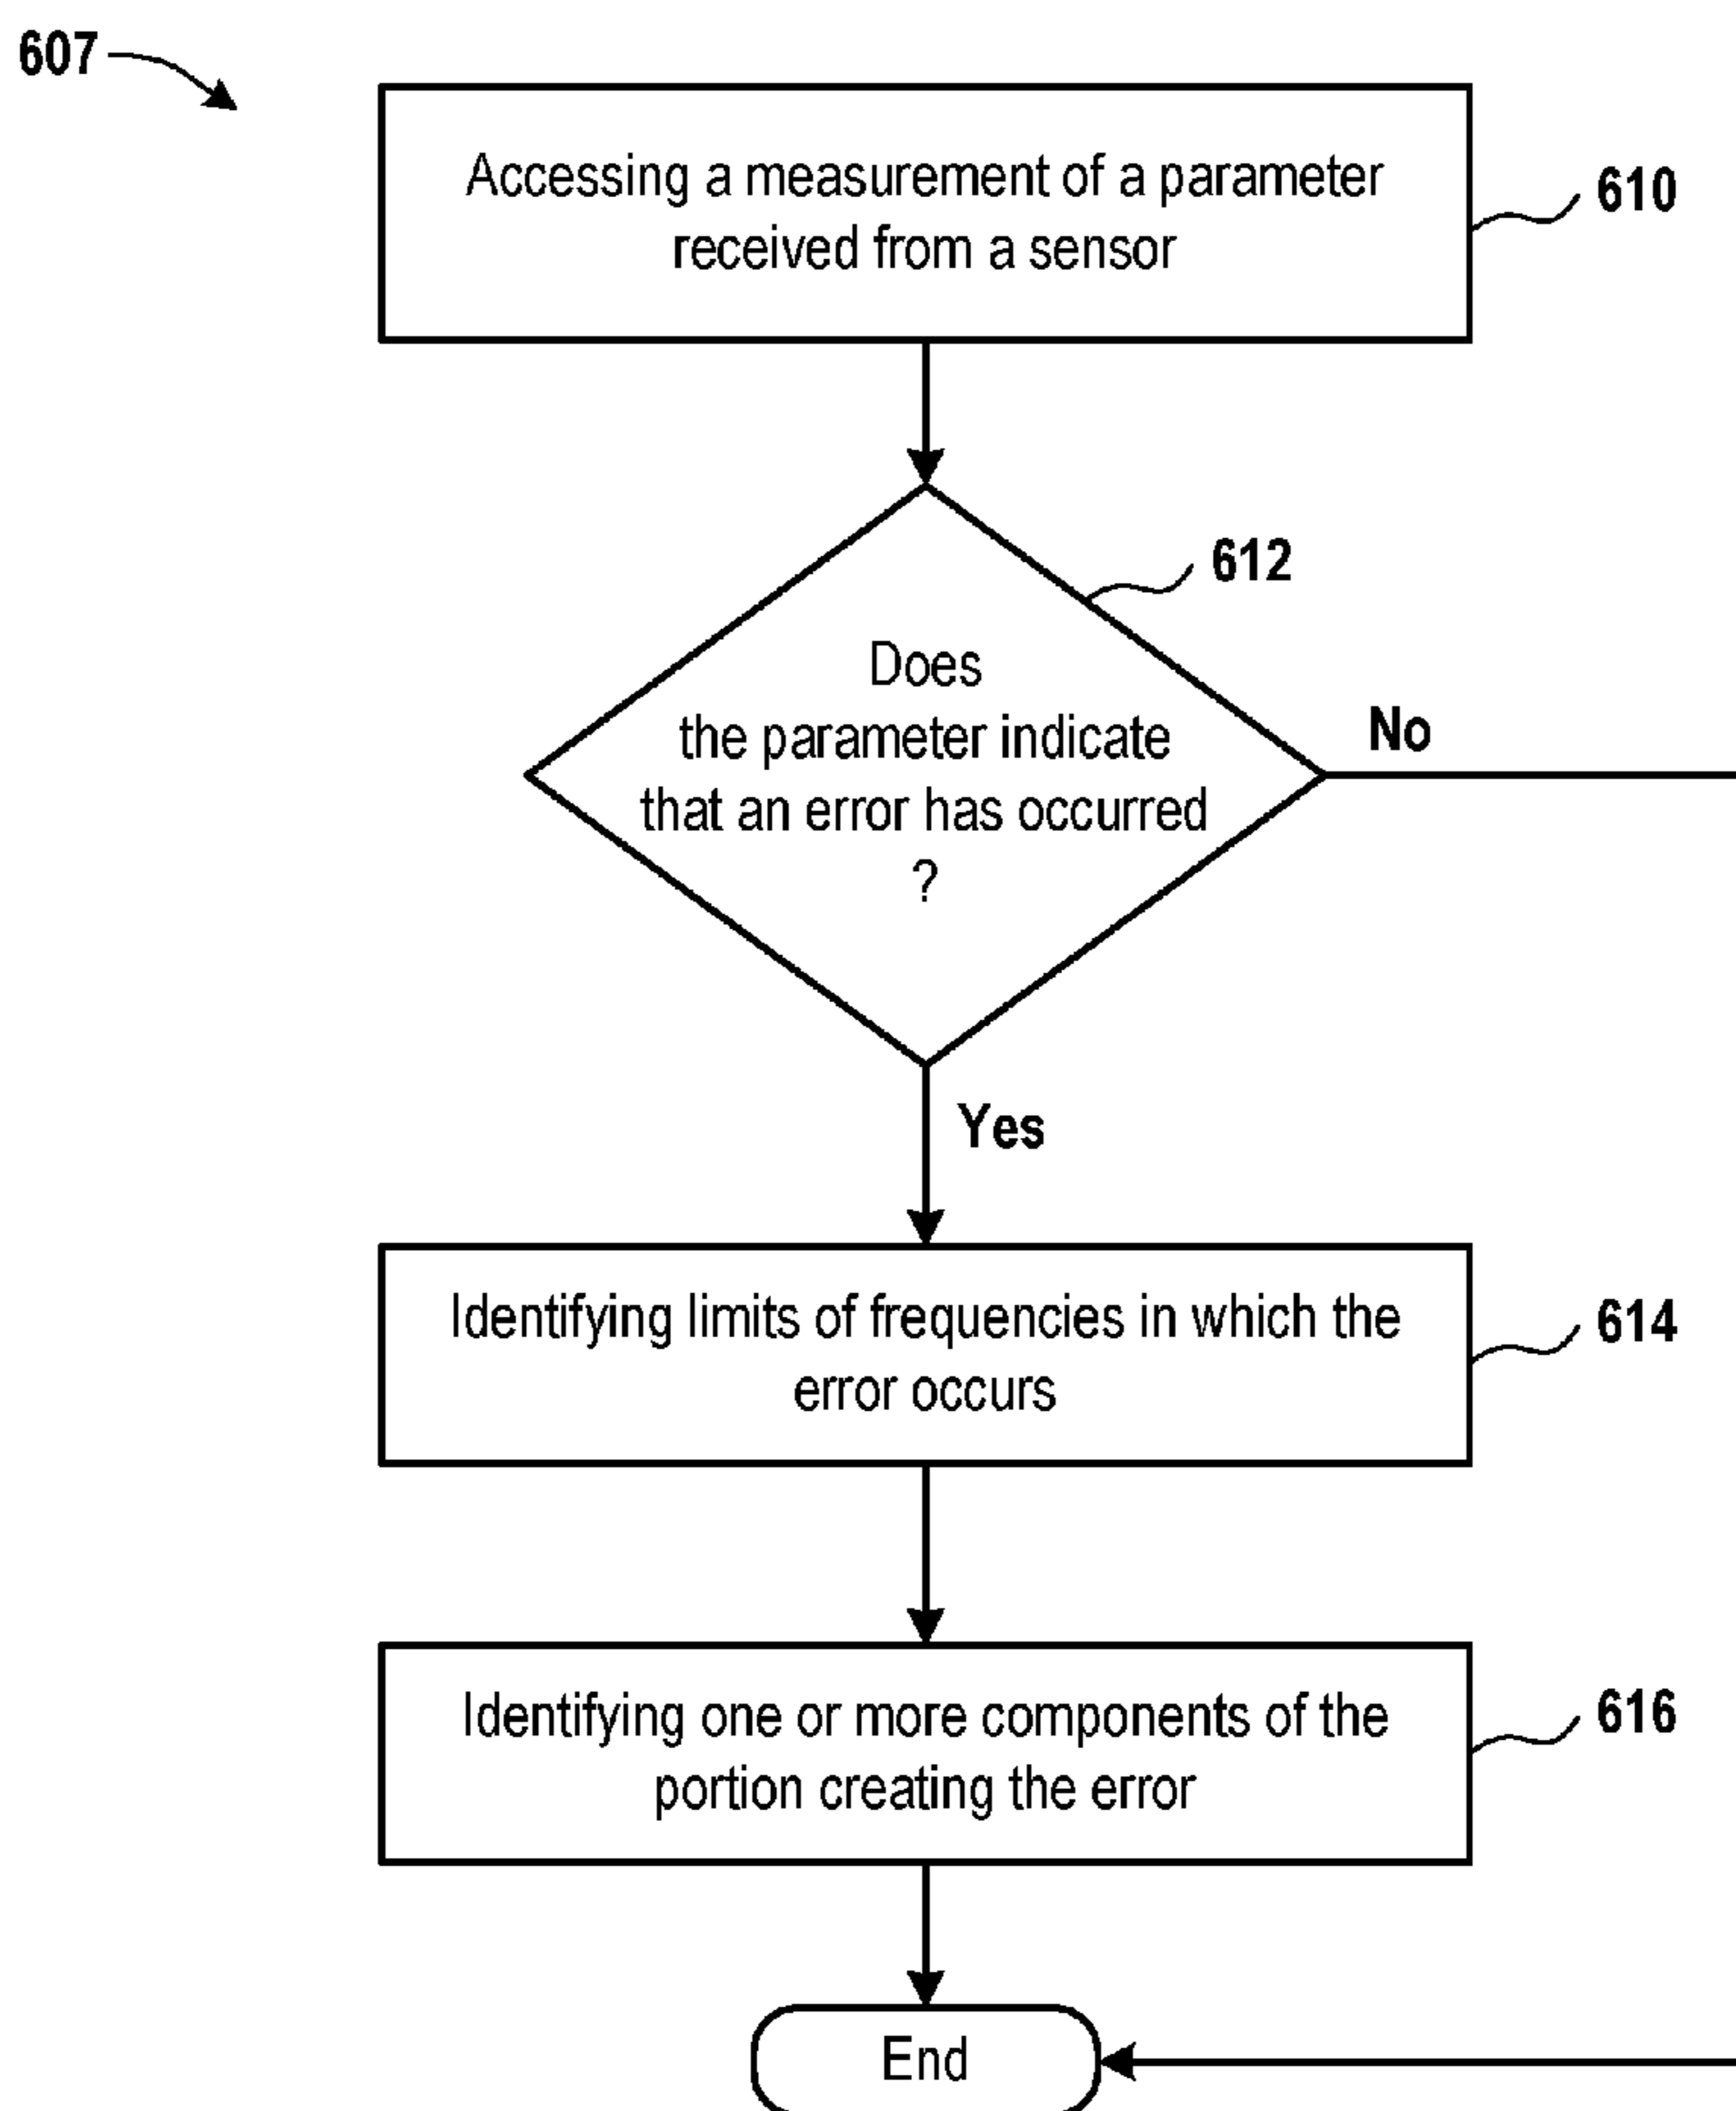 607
Accessing a measurement of a parameter
received from a sensor
610
612
Does
the parameter indicate
that an error has occurred
?
No
Yes
Identifying limits of frequencies in which the
error occurs
614
Identifying one or more components of the
portion creating the error
616
End